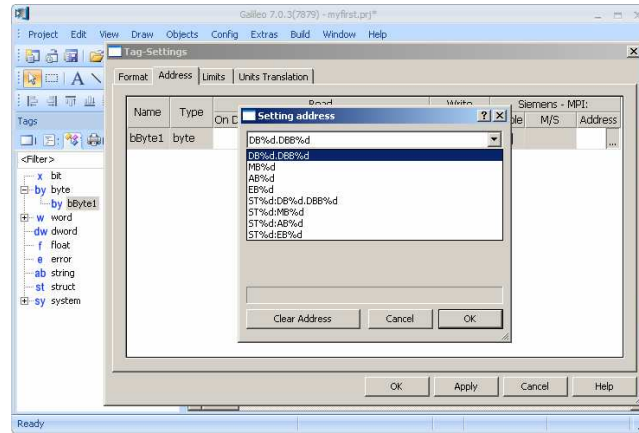 Galileo 7.0.3(7879) - myfirst.prj*
Project Edit View Draw Objects Config Extras Build Window Help
Tag-Settings
Format Address Limits Units Translation
Tags
<Filter>
x bit
by byte
by bByte1
w word
dw dword
f float
e error
ab string
st struct
sy system
Read Write Siemens - MPI:
Name Type On M/S Address
bByte1 byte ...
Setting address
DB%d.DBB%d
DB%d.DBB%d
MB%d
AB%d
EB%d
ST%d:DB%d.DBB%d
ST%d:MB%d
ST%d:AB%d
ST%d:EB%d
Clear Address Cancel OK
OK Apply Cancel Help
Ready